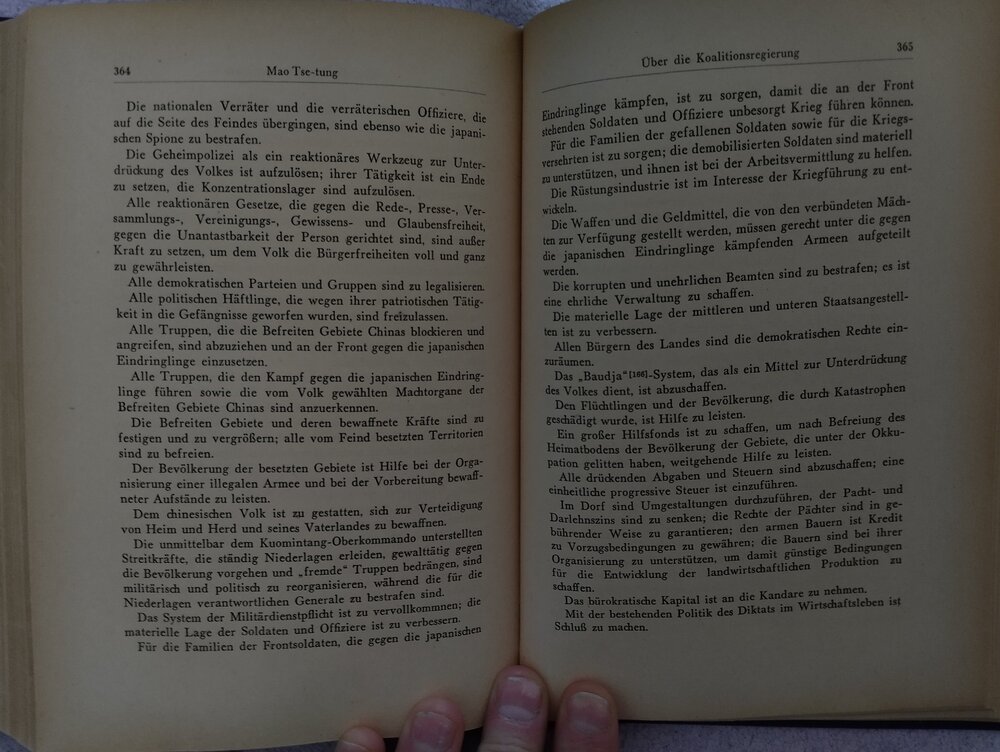 364
Mao Tse-tung
Die nationalen Verräter und die verräterischen Offiziere, die
auf die Seite des Feindes übergingen, sind ebenso wie die japani-
schen Spione zu bestrafen.
Die Geheimpolizei als ein reaktionäres Werkzeug zur Unter-
drückung des Volkes ist aufzulösen; ihrer Tätigkeit ist ein Ende
zu setzen, die Konzentrationslager sind aufzulösen.
Alle reaktionären Gesetze, die gegen die Rede-, Presse-, Ver-
sammlungs-, Vereinigungs-, Gewissens- und Glaubensfreiheit,
gegen die Unantastbarkeit der Person gerichtet sind, sind außer
Kraft zu setzen, um dem Volk die Bürgerfreiheiten voll und ganz
zu gewährleisten.
Alle demokratischen Parteien und Gruppen sind zu legalisieren.
Alle politischen Häftlinge, die wegen ihrer patriotischen Tätig-
keit in die Gefängnisse geworfen wurden, sind freizulassen.
Alle Truppen, die die Befreiten Gebiete Chinas blockieren und
angreifen, sind abzuziehen und an der Front gegen die japanischen
Eindringlinge einzusetzen.
Alle Truppen, die den Kampf gegen die japanischen Eindring-
linge führen sowie die vom Volk gewählten Machtorgane der
Befreiten Gebiete Chinas sind anzuerkennen.
Die Befreiten Gebiete und deren bewaffnete Kräfte sind zu
festigen und zu vergrößern; alle vom Feind besetzten Territorien
sind zu befreien.
Der Bevölkerung der besetzten Gebiete ist Hilfe bei der Orga-
nisierung einer illegalen Armee und bei der Vorbereitung bewaff-
neter Aufstände zu leisten.
Dem chinesischen Volk ist zu gestatten, sich zur Verteidigung
von Heim und Herd und seines Vaterlandes zu bewaffnen.
Die unmittelbar dem Kuomintang-Oberkommando unterstellten
Streitkräfte, die ständig Niederlagen erleiden, gewalttätig gegen
die Bevölkerung vorgehen und „fremde“ Truppen bedrängen, sind
militärisch und politisch zu reorganisieren, während die für die
Niederlagen verantwortlichen Generale zu bestrafen sind.
Das System der Militärdienstpflicht ist zu vervollkommnen; die
materielle Lage der Soldaten und Offiziere ist zu verbessern.
Für die Familien der Frontsoldaten, die gegen die japanischen
Über die Koalitionsregierung
365
Eindringlinge kämpfen, ist zu sorgen, damit die an der Front
stehenden Soldaten und Offiziere unbesorgt Krieg führen können.
Für die Familien der gefallenen Soldaten sowie für die Kriegs-
versehrten ist zu sorgen; die demobilisierten Soldaten sind materiell
zu unterstützen, und ihnen ist bei der Arbeitsvermittlung zu helfen.
Die Rüstungsindustrie ist im Interesse der Kriegführung zu ent-
wickeln.
Die Waffen und die Geldmittel, die von den verbündeten Mäch-
ten zur Verfügung gestellt werden, müssen gerecht unter die gegen
die japanischen Eindringlinge kämpfenden Armeen aufgeteilt
werden.
Die korrupten und unehrlichen Beamten sind zu bestrafen; es ist
eine ehrliche Verwaltung zu schaffen.
Die materielle Lage der mittleren und unteren Staatsangestell-
ten ist zu verbessern.
Allen Bürgern des Landes sind die demokratischen Rechte ein-
zuräumen.
Das „Baudja“[166]-System, das als ein Mittel zur Unterdrückung
des Volkes dient, ist abzuschaffen.
Den Flüchtlingen und der Bevölkerung, die durch Katastrophen
geschädigt wurde, ist Hilfe zu leisten.
Ein großer Hilfsfonds ist zu schaffen, um nach Befreiung des
Heimatbodens der Bevölkerung der Gebiete, die unter der Okku-
pation gelitten haben, weitgehende Hilfe zu leisten.
Alle drückenden Abgaben und Steuern sind abzuschaffen; eine
einheitliche progressive Steuer ist einzuführen.
Im Dorf sind Umgestaltungen durchzuführen, der Pacht- und
Darlehnszins sind zu senken; die Rechte der Pächter sind in ge-
bührender Weise zu garantieren; den armen Bauern ist Kredit
zu Vorzugsbedingungen zu gewähren; die Bauern sind bei ihrer
Organisierung zu unterstützen, um damit günstige Bedingungen
für die Entwicklung der landwirtschaftlichen Produktion zu
schaffen.
Das bürokratische Kapital ist an die Kandare zu nehmen.
Mit der bestehenden Politik des Diktats im Wirtschaftsleben ist
Schluß zu machen.